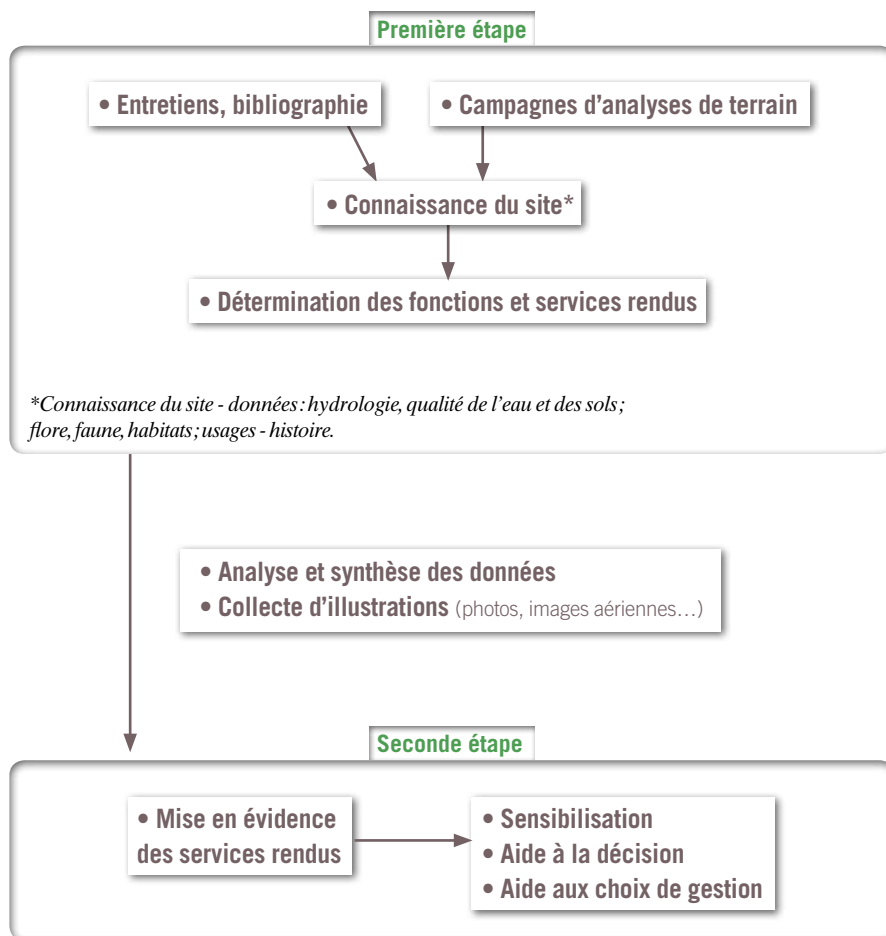 Première étape
• Entretiens, bibliographie
• Campagnes d’analyses de terrain
• Connaissance du site*
• Détermination des fonctions et services rendus
*Connaissance du site - données : hydrologie, qualité de l’eau et des sols ;
flore, faune, habitats ; usages - histoire.
• Analyse et synthèse des données
• Collecte d’illustrations (photos, images aériennes…)
Seconde étape
• Mise en évidence
des services rendus
• Sensibilisation
• Aide à la décision
• Aide aux choix de gestion